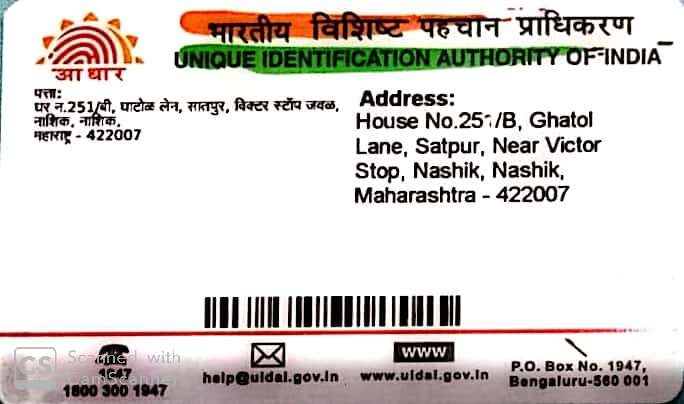 भारतीय विशिष्ट पहचान प्राधिकरण
UNIQUE IDENTIFICATION AUTHORITY OF INDIA
आधार
पत्ता:
घर न.251/बी, घाटोळ लेन, सातपुर, विक्टर स्टॉप जवळ,
नाशिक, नाशिक,
महाराष्ट्र - 422007
Address:
House No.251/B, Ghatol
Lane, Satpur, Near Victor
Stop, Nashik, Nashik,
Maharashtra - 422007
1947
1800 300 1947
help@uidai.gov.in
WWW
www.uidai.gov.in
P.O. Box No. 1947,
Bengaluru-560 001
CS Scanned with
CamScanner